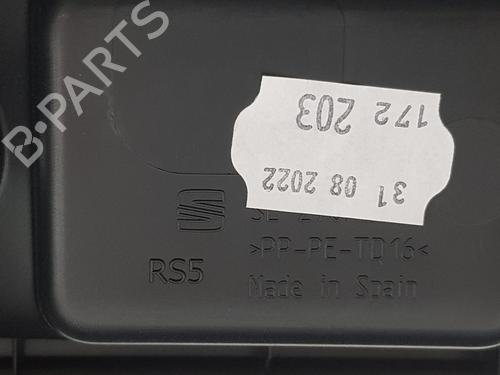 B-PARTS
172 203
31 08 2022
>PP-PE-TD16<
RS5
Made in Spain